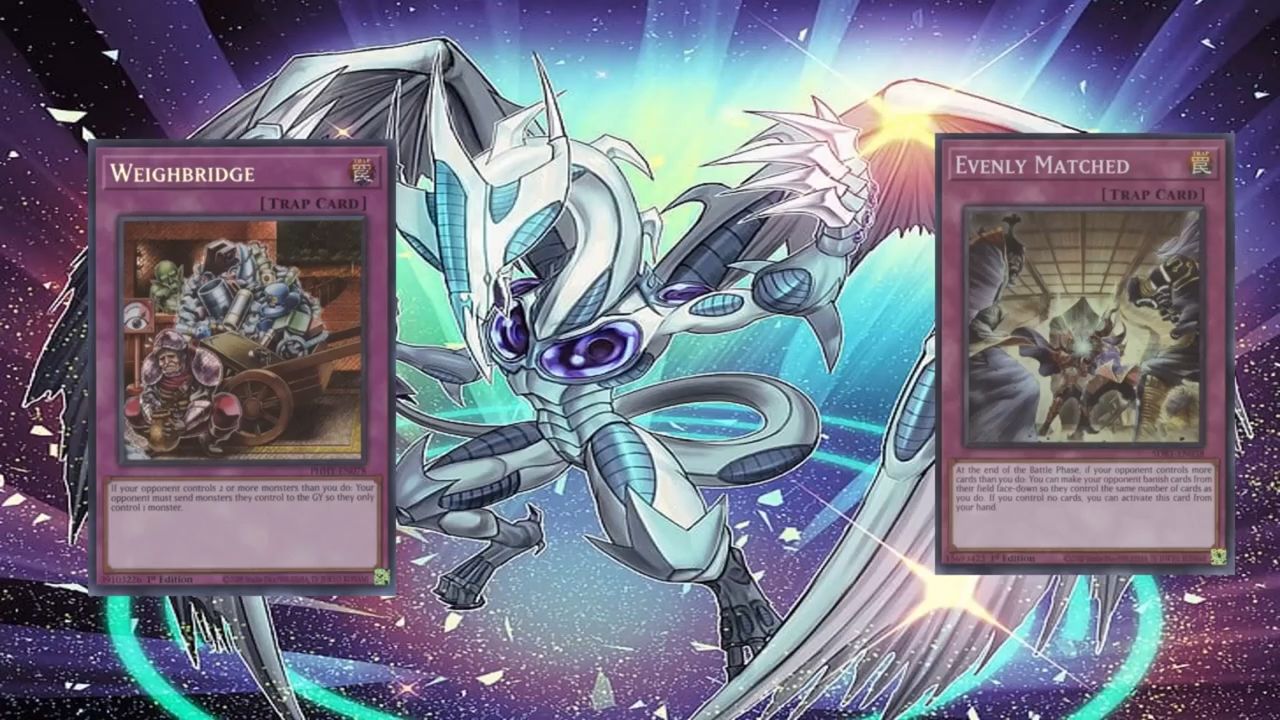 WEIGHBRIDGE
TRAP
罠
[TRAP CARD]
If your opponent controls 2 or more monsters than you do: Your
opponent must send monsters they control to the GY so they only
control 1 monster.
1st Edition
EVENLY MATCHED
TRAP
罠
[TRAP CARD]
At the end of the Battle Phase, if your opponent controls more
cards than you do: You can make your opponent banish cards from
their field face-down so they control the same number of cards as
you do. If you control no cards, you can activate this card from
your hand.
1st Edition